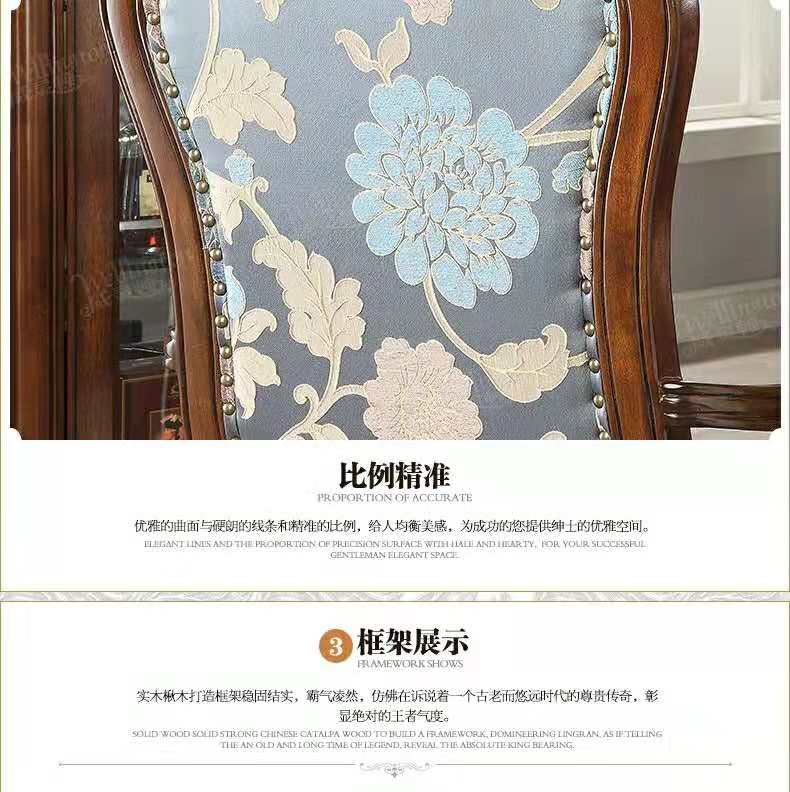 Wellington
Wellington
Wellington
比例精准
PROPORTION OF ACCURATE
优雅的曲面与硬朗的线条和精准的比例，给人均衡美感，为成功的您提供绅士的优雅空间。
ELEGANT LINES AND THE PROPORTION OF PRECISION SURFACE WITH HALE AND HEARTY, FOR YOUR SUCCESSFUL
GENTLEMAN ELEGANT SPACE.
3 框架展示
FRAMEWORK SHOWS
实木楸木打造框架稳固结实，霸气凌然，仿佛在诉说着一个古老而悠远时代的尊贵传奇，彰
显绝对的王者气度。
SOLID WOOD SOLID STRONG CHINESE CATALPA WOOD TO BUILD A FRAMEWORK, DOMINEERING LINGRAN, AS IF TELLING
THE AN OLD AND LONG TIME OF LEGEND, REVEAL THE ABSOLUTE KING BEARING.